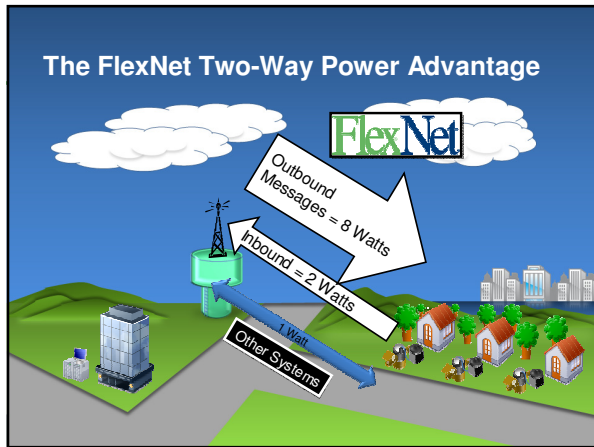 The FlexNet Two-Way Power Advantage
FlexNet
Outbound
Messages = 8 Watts
Inbound = 2 Watts
1 Watt
Other Systems